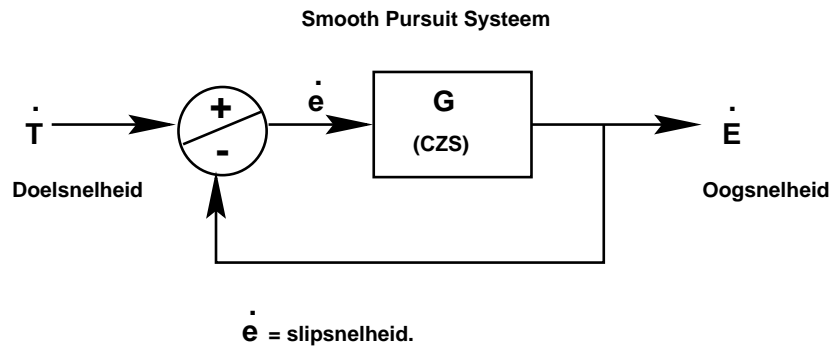 Smooth Pursuit Systeem
Ṫ
+
-
ė
G
(CZS)
Ė
Doelsnelheid
Oogsnelheid
ė = slipsnelheid.